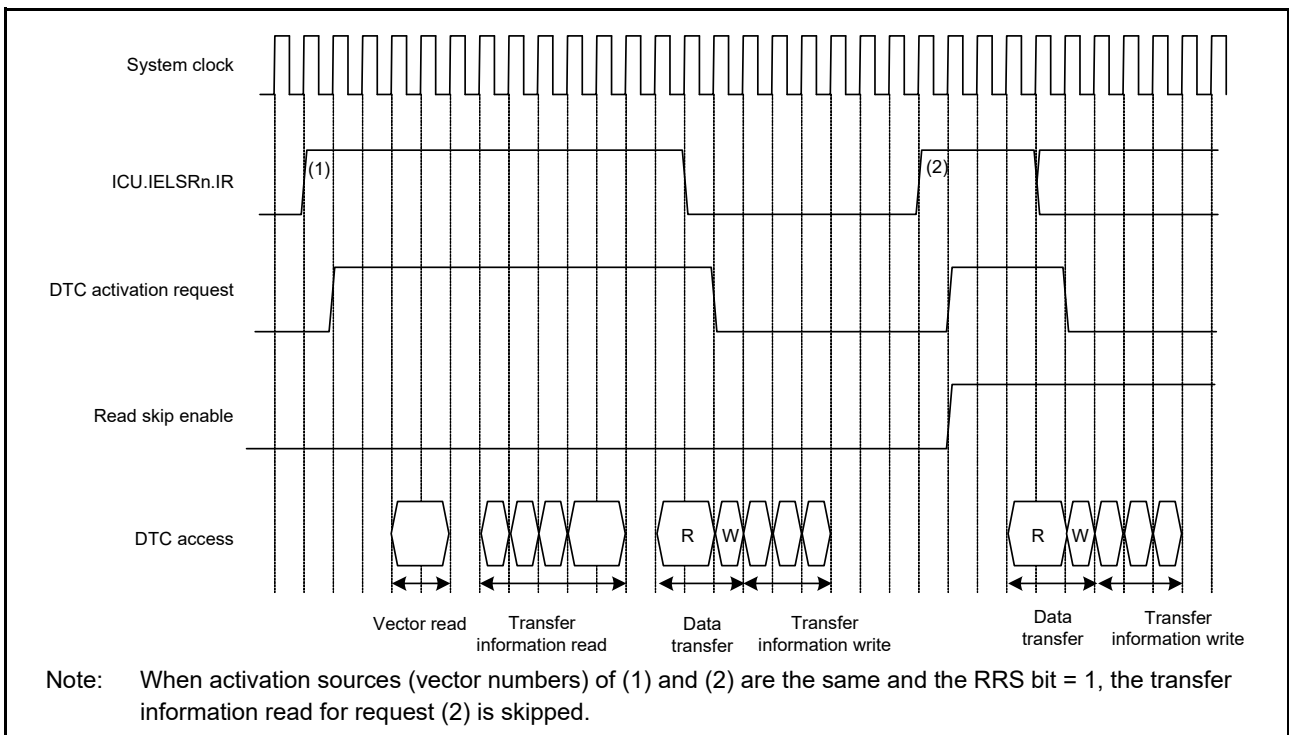 System clock
ICU.IELSRn.IR
(1)
(2)
DTC activation request
Read skip enable
DTC access
R
W
R
W
Vector read
Transfer
information read
Data
transfer
Transfer
information write
Data
transfer
Transfer
information write
Note: When activation sources (vector numbers) of (1) and (2) are the same and the RRS bit = 1, the transfer
information read for request (2) is skipped.